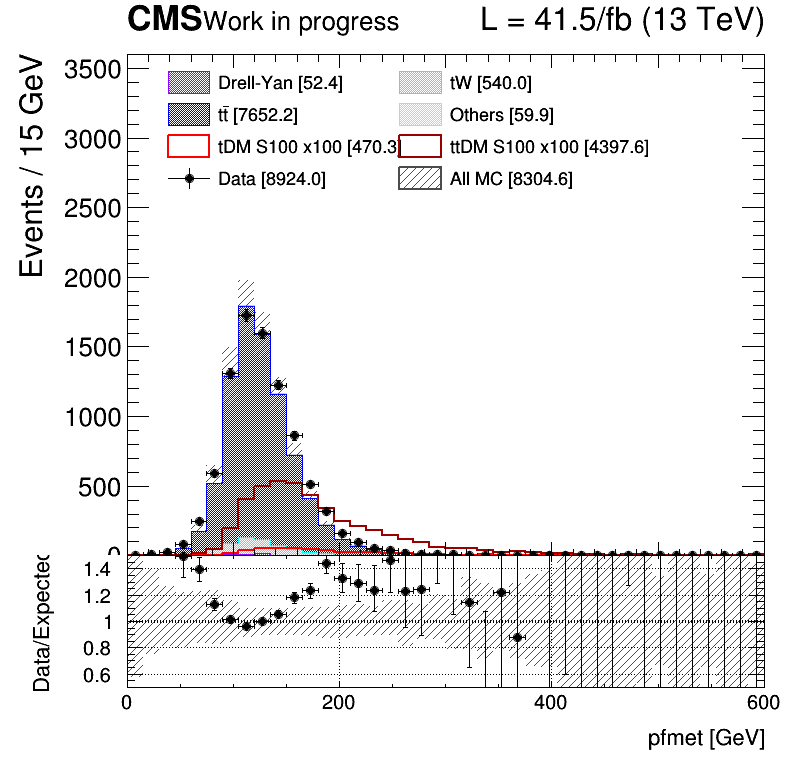 CMS Work in progress L = 41.5/fb (13 TeV)
Events / 15 GeV
3500
3000
2500
2000
1500
1000
500
0
Drell-Yan [52.4] tW [540.0]
tt̄ [7652.2] Others [59.9]
tDM S100 x100 [470.3] ttDM S100 x100 [4397.6]
Data [8924.0] All MC [8304.6]
Data/Expected
1.4
1.2
1
0.8
0.6
0 200 400 600
pfmet [GeV]